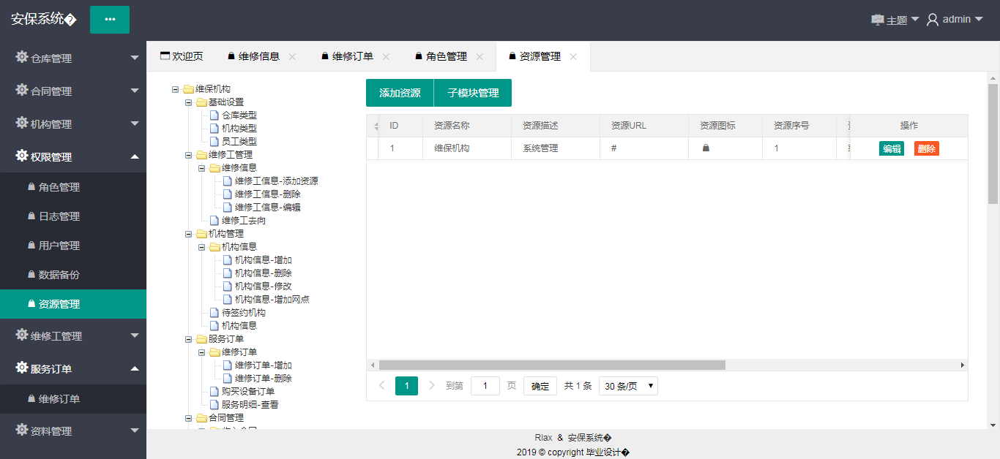 安保系统�
•••
主题
admin
仓库管理
合同管理
机构管理
权限管理
角色管理
日志管理
用户管理
数据备份
资源管理
维修工管理
服务订单
维修订单
资料管理
欢迎页 维修信息 维修订单 角色管理 资源管理
维保机构
基础设置
仓库类型
机构类型
员工类型
维修工管理
维修信息
维修工信息-添加资源
维修工信息-删除
维修工信息-编辑
维修工去向
机构管理
机构信息
机构信息-增加
机构信息-删除
机构信息-修改
机构信息-增加网点
待签约机构
机构信息
服务订单
维修订单
维修订单-增加
维修订单-删除
购买设备订单
服务明细-查看
合同管理
添加资源 子模块管理
ID 资源名称 资源描述 资源URL 资源图标 资源序号 操作
1 维保机构 系统管理 # 1 编辑 删除
1 到第 1 页 确定 共 1 条 30 条/页
Rlax & 安保系统�
2019 © copyright 毕业设计�